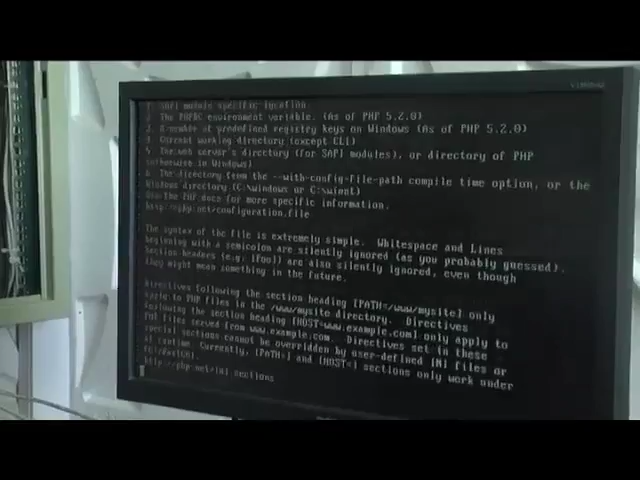 1. SAPI module specific location.
2. The PHPRC environment variable. (As of PHP 5.2.0)
3. A number of predefined registry keys on Windows (As of PHP 5.2.0)
4. Current working directory (except CLI)
5. The web server's directory (for SAPI modules), or directory of PHP
(otherwise in Windows)
6. The directory from the --with-config-file-path compile time option, or the
Windows directory (C:\windows or C:\winnt)
See the PHP docs for more specific information.
http://php.net/configuration.file
The syntax of the file is extremely simple. Whitespace and Lines
beginning with a semicolon are silently ignored (as you probably guessed).
Section headers (e.g. [Foo]) are also silently ignored, even though
they might mean something in the future.
Directives following the section heading [PATH=/www/mysite] only
apply to PHP files in the /www/mysite directory. Directives
following the section heading [HOST=www.example.com] only apply to
PHP files served from www.example.com. Directives set in these
special sections cannot be overridden by user-defined INI files or
at runtime. Currently, [PATH=] and [HOST=] sections only work under
CGI/FastCGI.
http://php.net/ini.sections